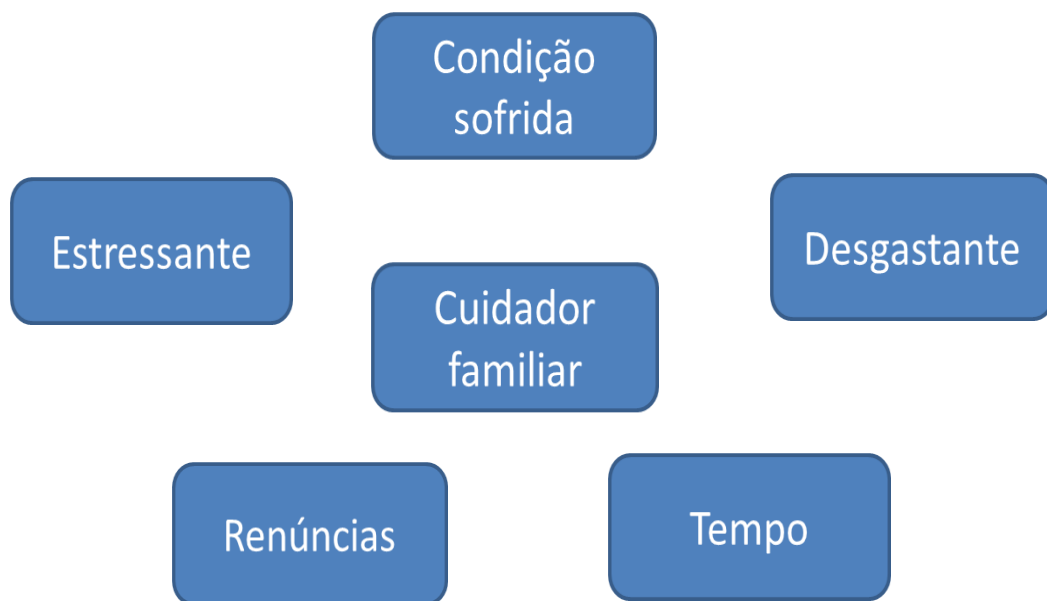 Condição
sofrida
Estressante
Desgastante
Cuidador
familiar
Renúncias
Tempo